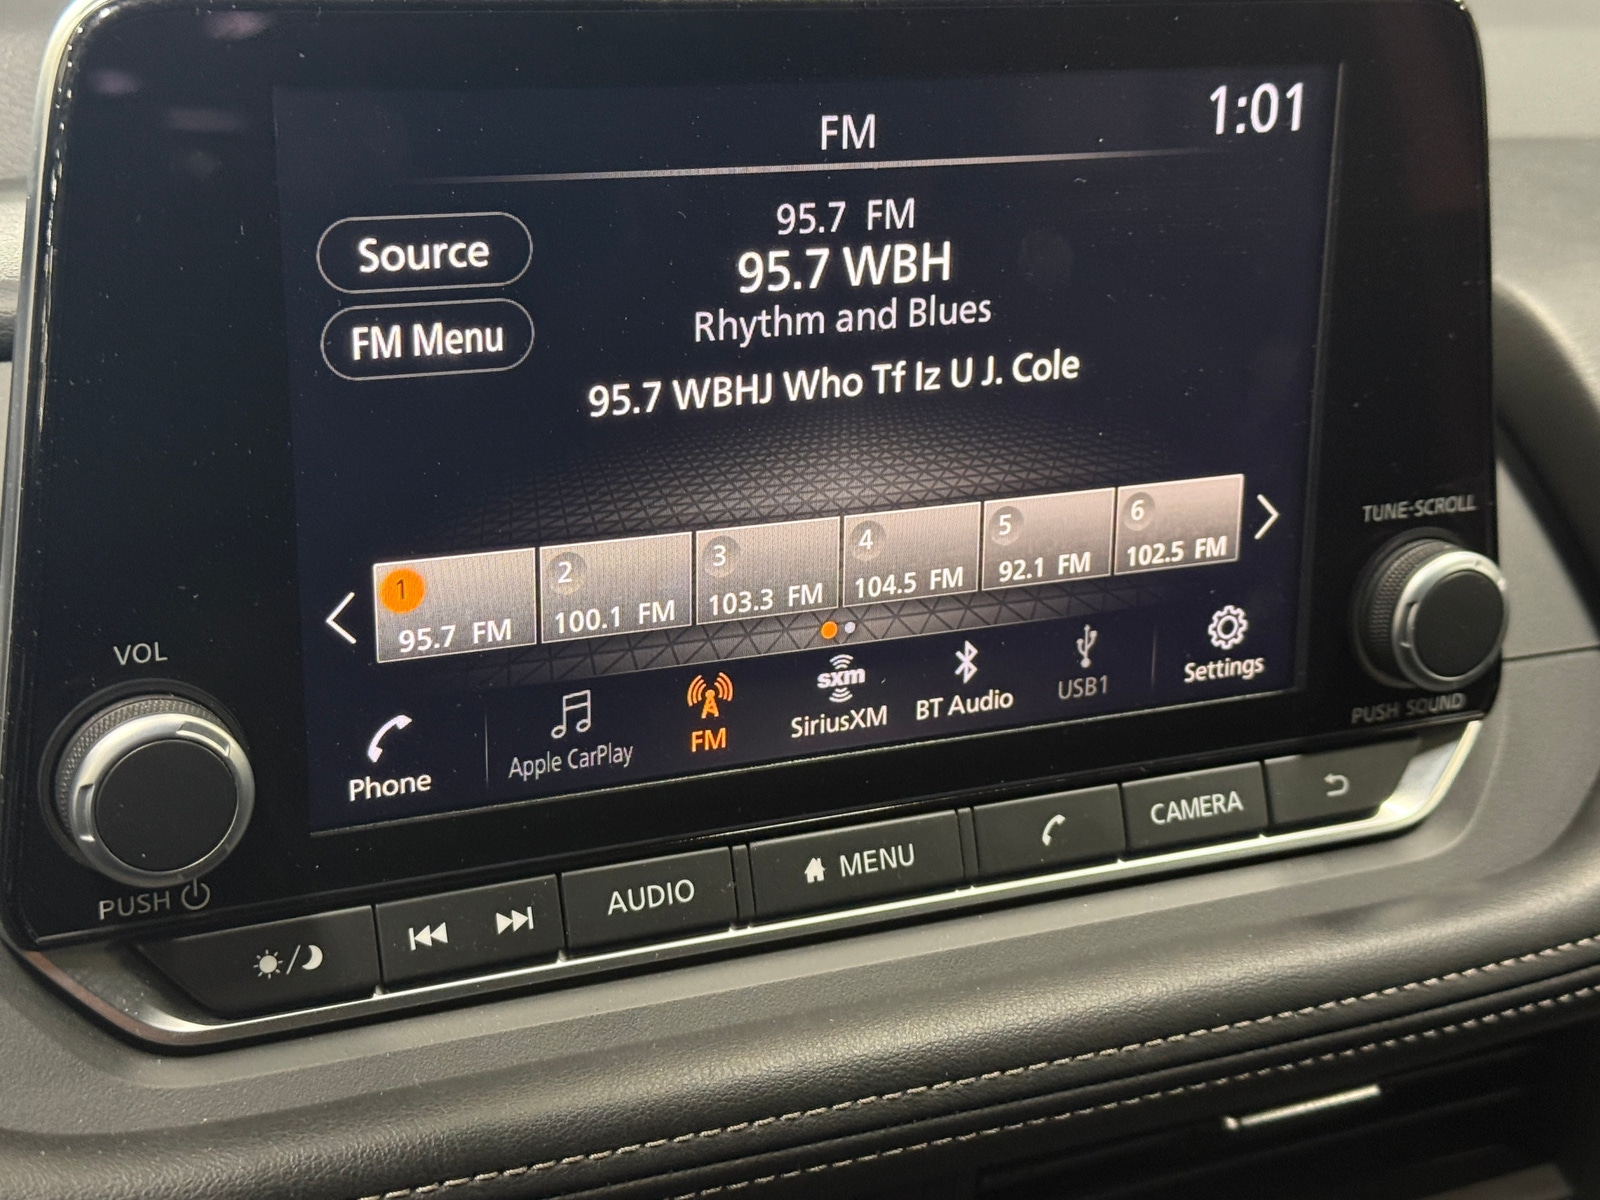 FM
1:01
95.7 FM
Source
95.7 WBH
Rhythm and Blues
FM Menu
95.7 WBHJ Who Tf Iz U J. Cole
1
95.7 FM
2
100.1 FM
3
103.3 FM
4
104.5 FM
5
92.1 FM
6
102.5 FM
TUNE·SCROLL
PUSH SOUND
VOL
PUSH
Phone
Apple CarPlay
FM
sxm
SiriusXM
BT Audio
USB1
Settings
AUDIO
MENU
CAMERA